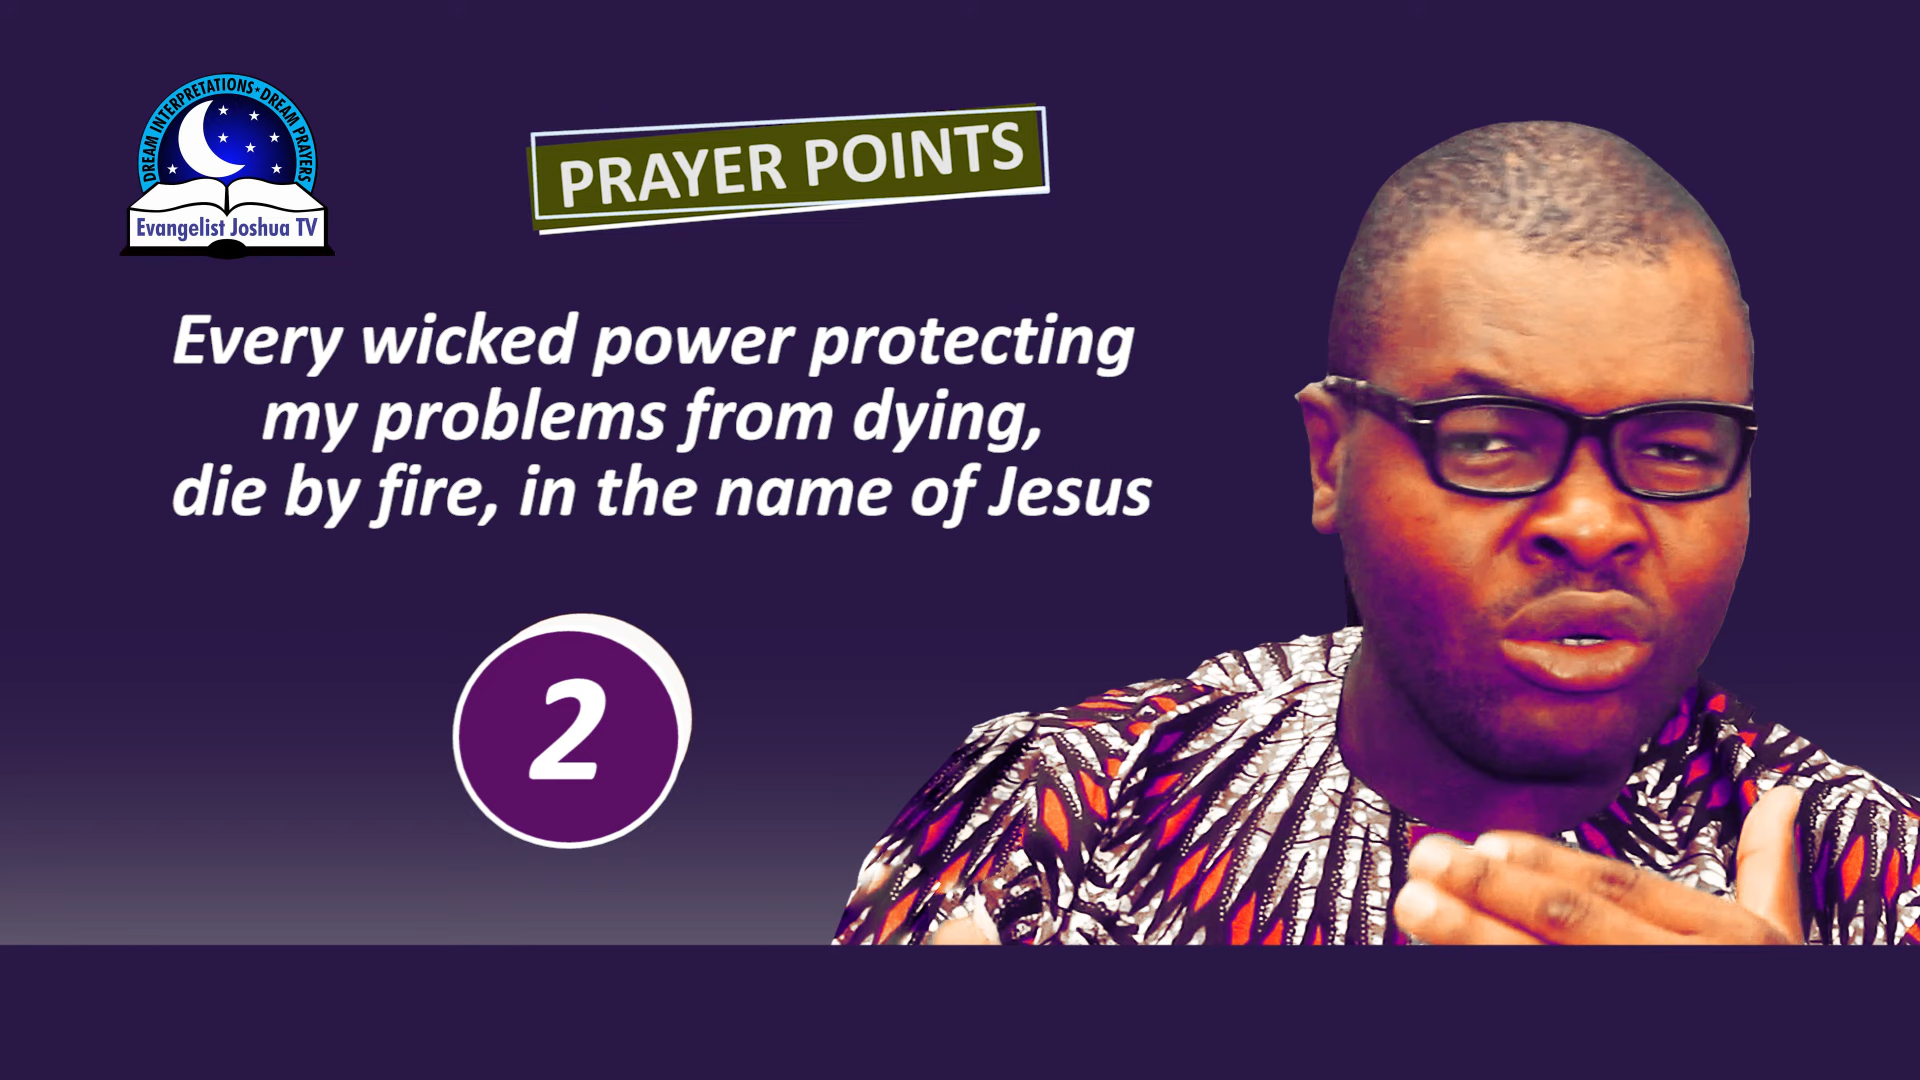 DREAM INTERPRETATIONS ★ DREAM PRAYERS
Evangelist Joshua TV
PRAYER POINTS
Every wicked power protecting
my problems from dying,
die by fire, in the name of Jesus
2